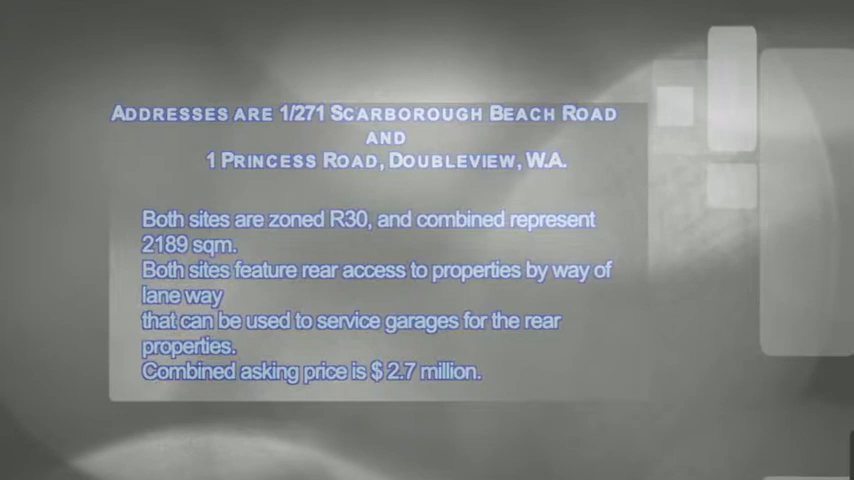 ADDRESSES ARE 1/271 SCARBOROUGH BEACH ROAD
AND
1 PRINCESS ROAD, DOUBLEVIEW, W.A.
Both sites are zoned R30, and combined represent
2189 sqm.
Both sites feature rear access to properties by way of
lane way
that can be used to service garages for the rear
properties.
Combined asking price is $ 2.7 million.